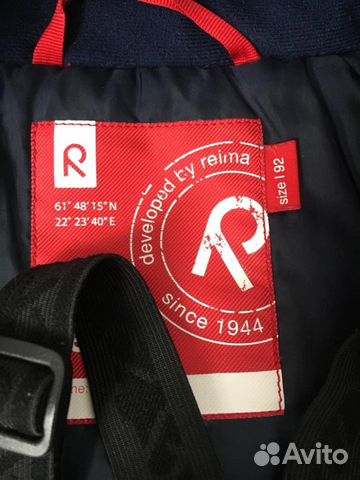 R
61° 48' 15" N
22° 23' 40" E
developed by reima
R
since 1944
size | 92
Avito